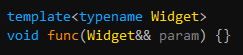 template<typename Widget>
void func(Widget&& param) {}